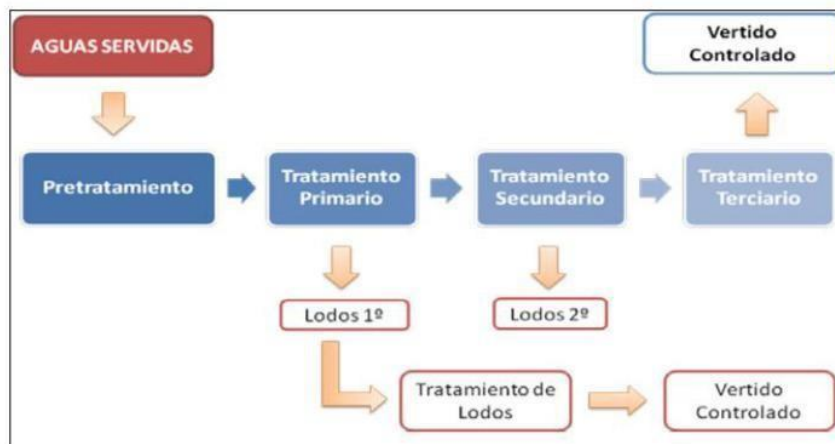 AGUAS SERVIDAS
Vertido
Controlado
Pretratamiento
Tratamiento
Primario
Tratamiento
Secundario
Tratamiento
Terciario
Lodos 1º
Lodos 2º
Tratamiento de
Lodos
Vertido
Controlado